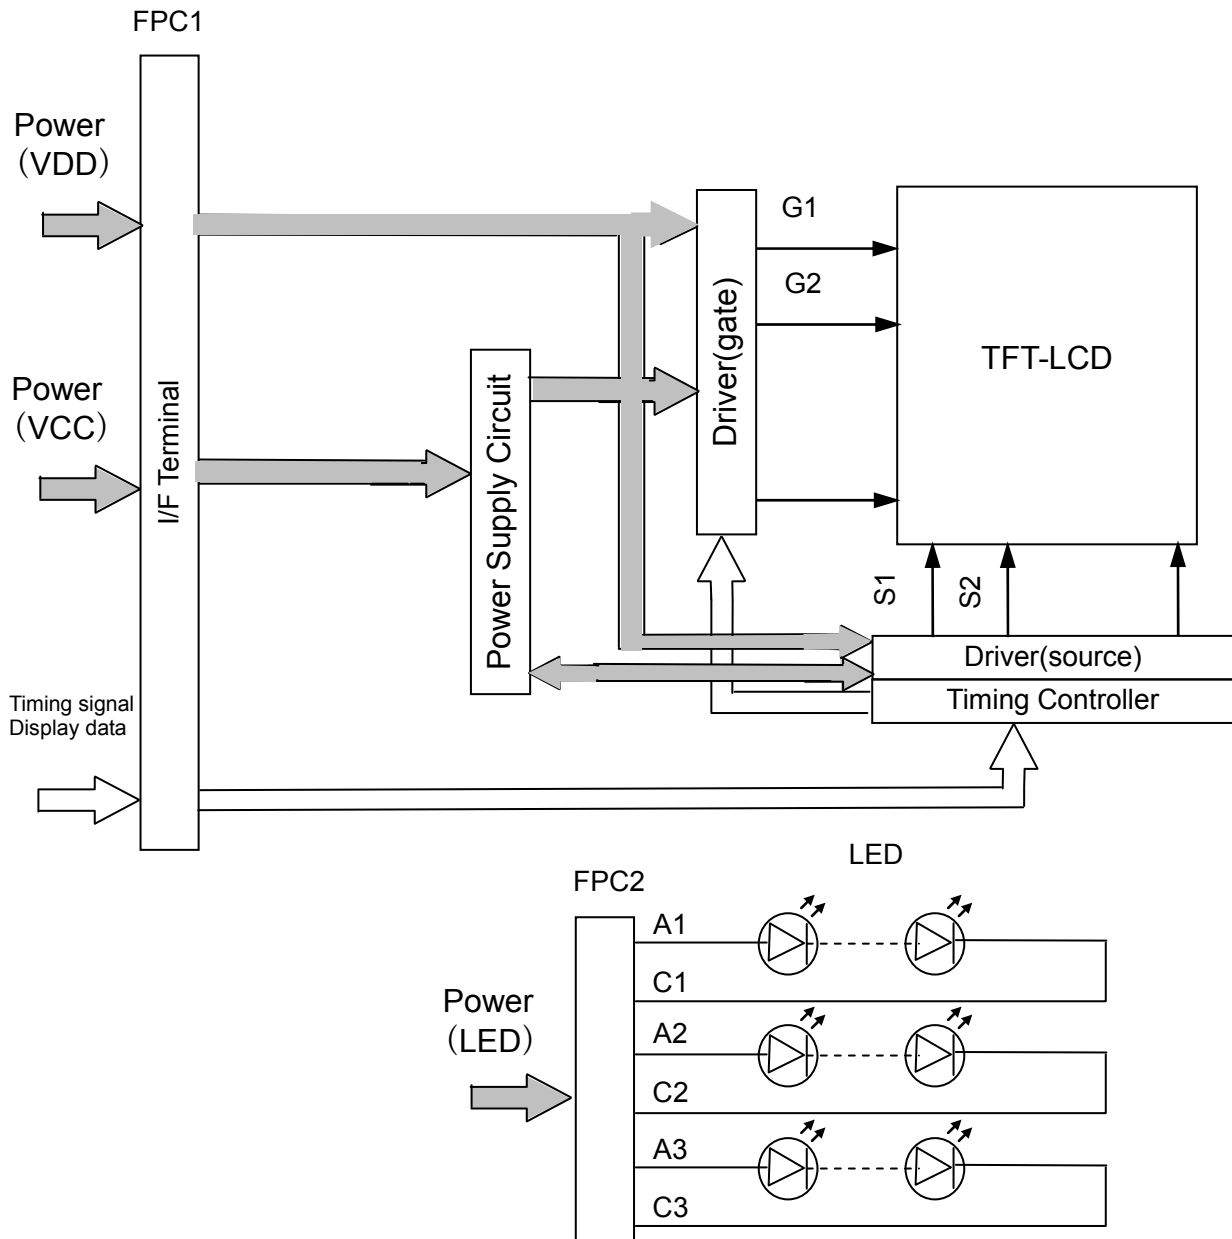 FPC1
Power
（VDD）
Power
（VCC）
I/F Terminal
Timing signal
Display data
Power Supply Circuit
Driver(gate)
G1
G2
TFT-LCD
S1
S2
Driver(source)
Timing Controller
LED
FPC2
Power
（LED）
A1
C1
A2
C2
A3
C3